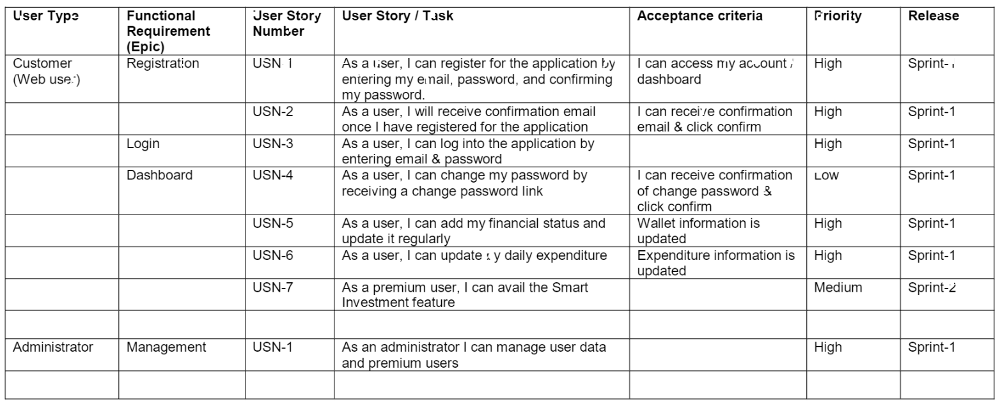 User Type Functional Requirement (Epic) User Story Number User Story / Task Acceptance criteria Priority Release
Customer (Web user) Registration USN-1 As a user, I can register for the application by entering my email, password, and confirming my password. I can access my account / dashboard High Sprint-1
USN-2 As a user, I will receive confirmation email once I have registered for the application I can receive confirmation email & click confirm High Sprint-1
Login USN-3 As a user, I can log into the application by entering email & password High Sprint-1
Dashboard USN-4 As a user, I can change my password by receiving a change password link I can receive confirmation of change password & click confirm Low Sprint-1
USN-5 As a user, I can add my financial status and update it regularly Wallet information is updated High Sprint-1
USN-6 As a user, I can update my daily expenditure Expenditure information is updated High Sprint-1
USN-7 As a premium user, I can avail the Smart Investment feature Medium Sprint-2
Administrator Management USN-1 As an administrator I can manage user data and premium users High Sprint-1